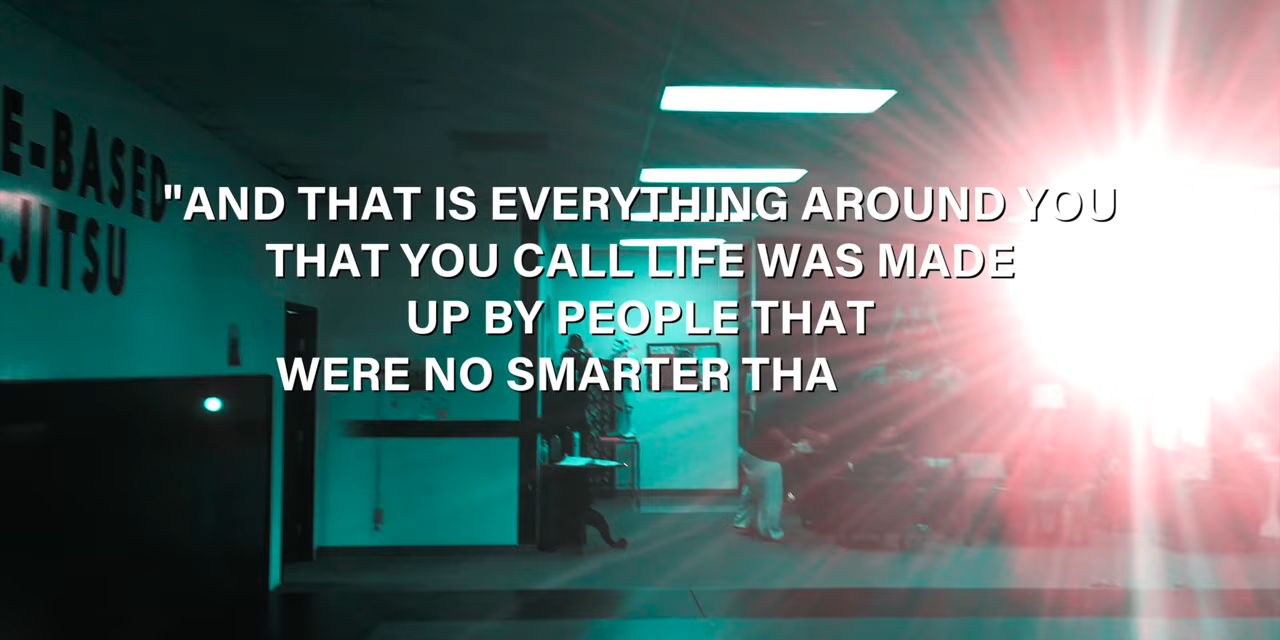 E-BASED
-JITSU
"AND THAT IS EVERYTHING AROUND YOU
THAT YOU CALL LIFE WAS MADE
UP BY PEOPLE THAT
WERE NO SMARTER THA